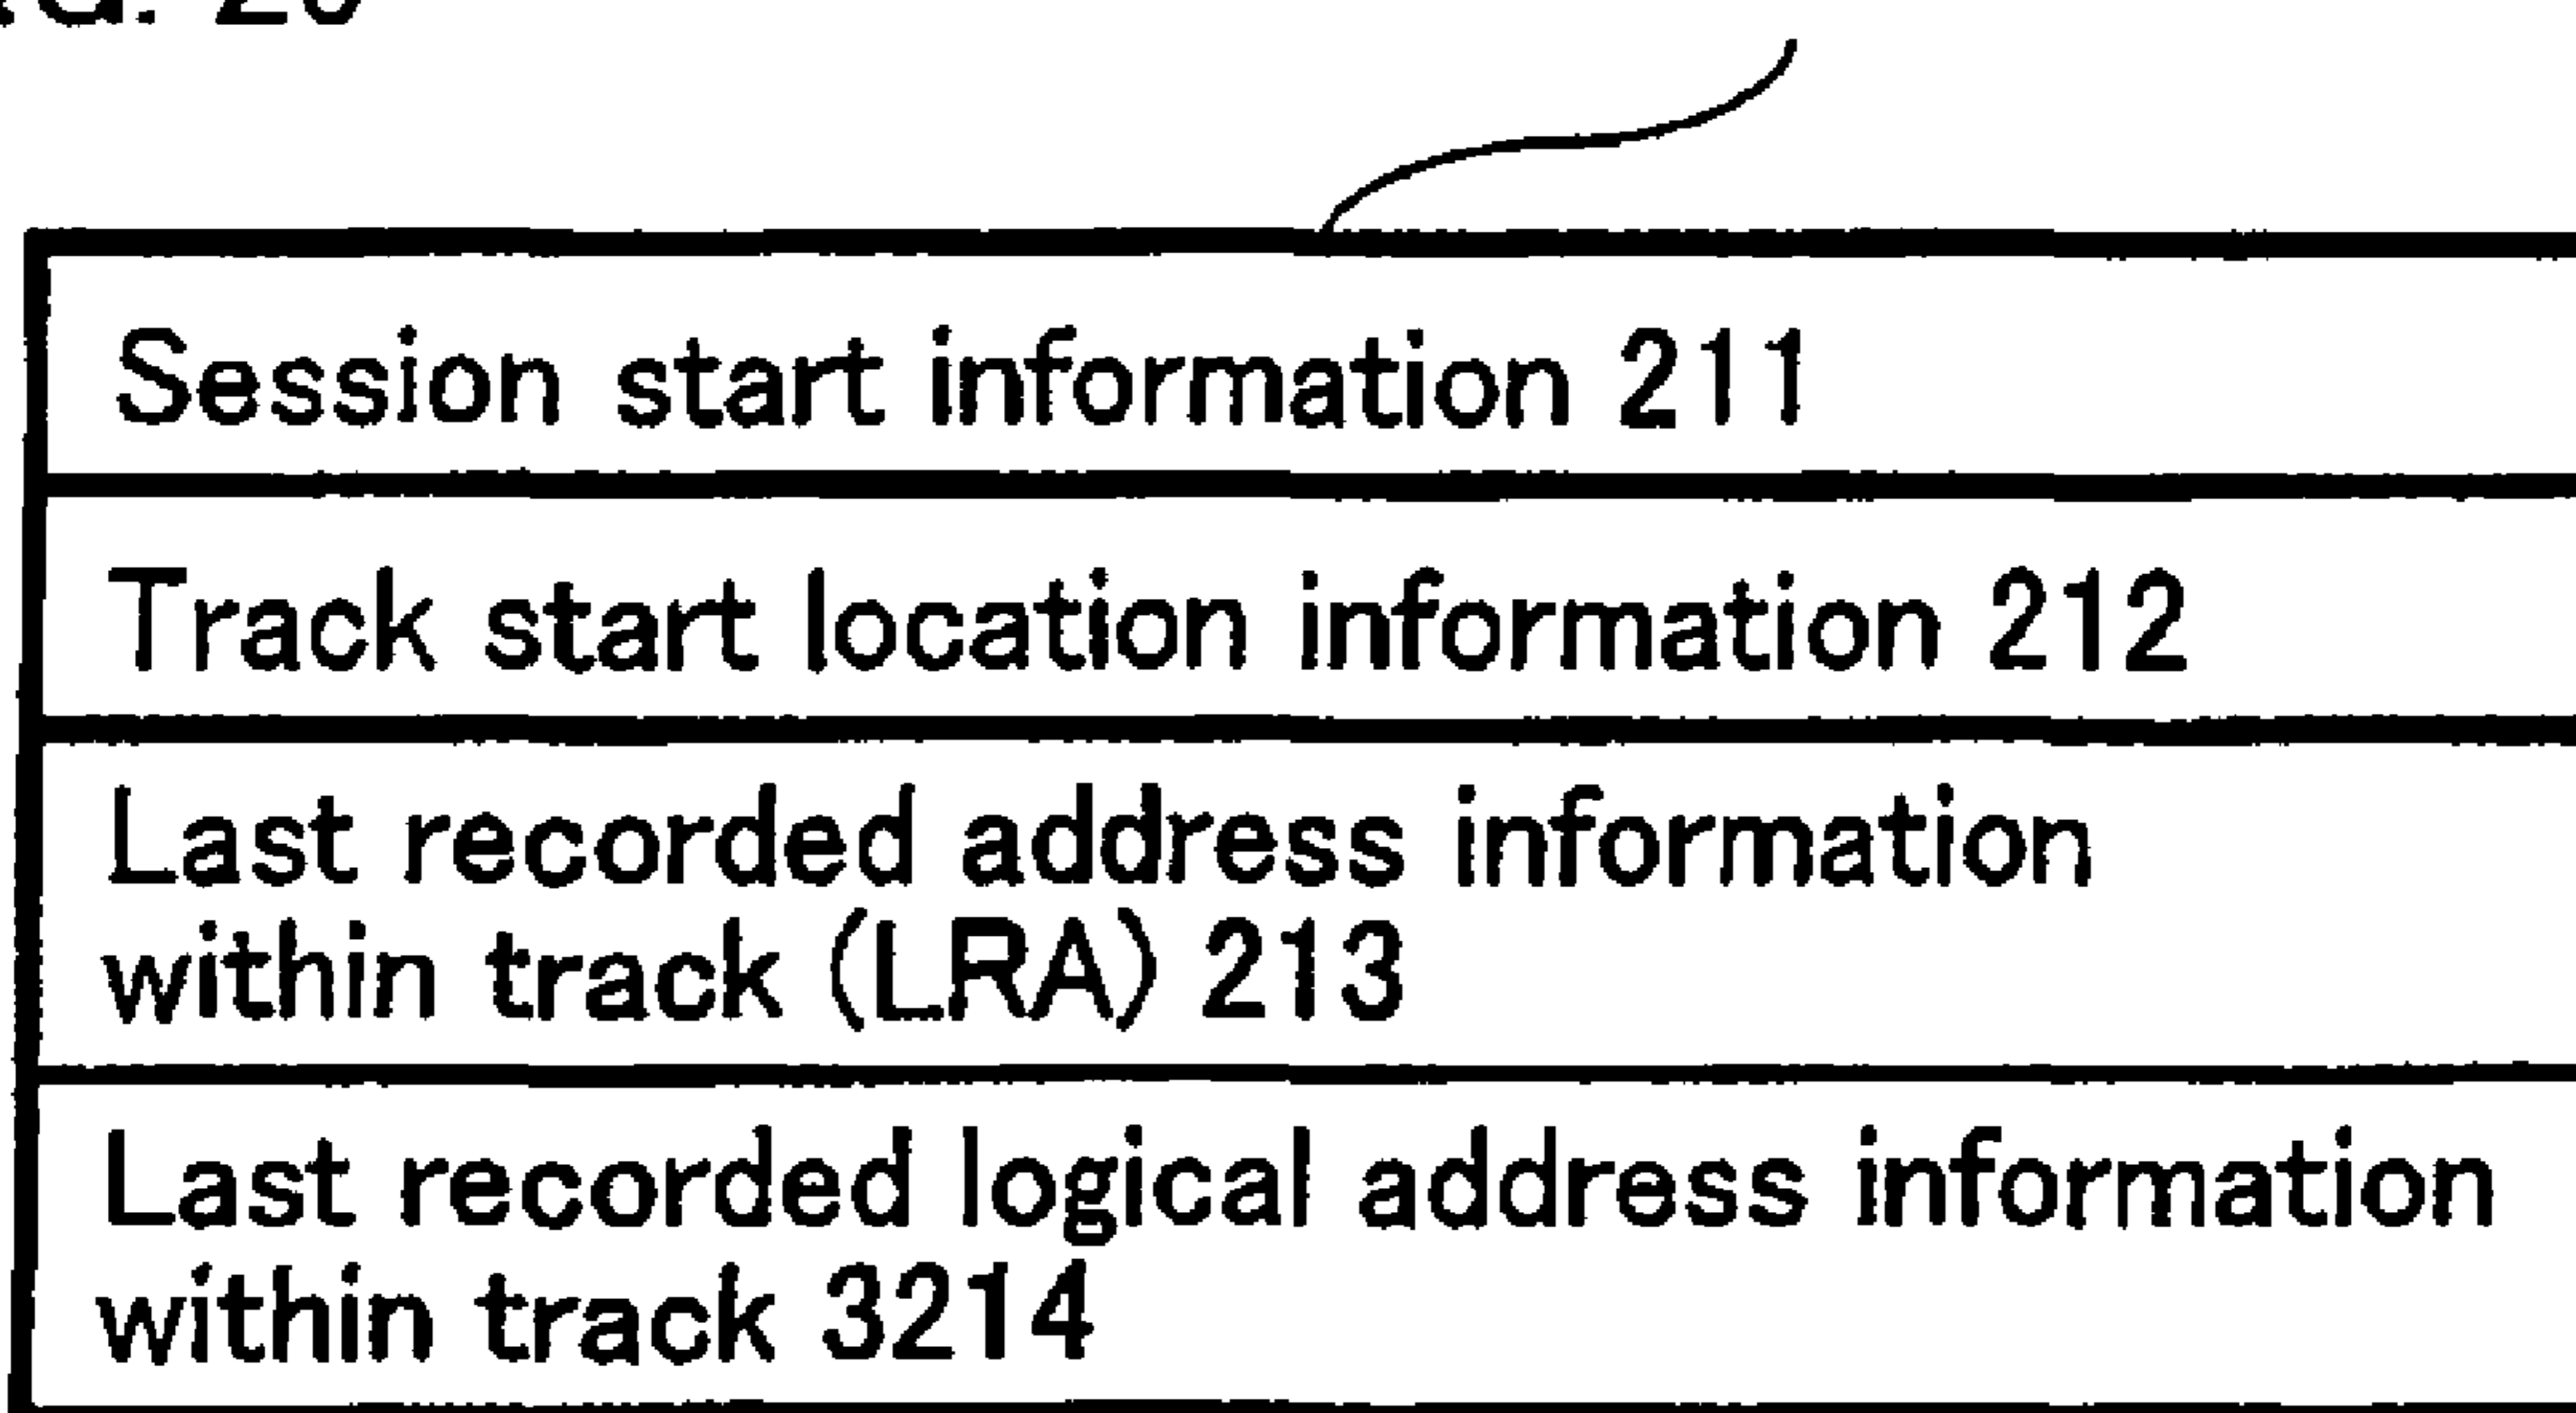 Session start information 211
Track start location information 212
Last recorded address information
within track (LRA) 213
Last recorded logical address information
within track 3214